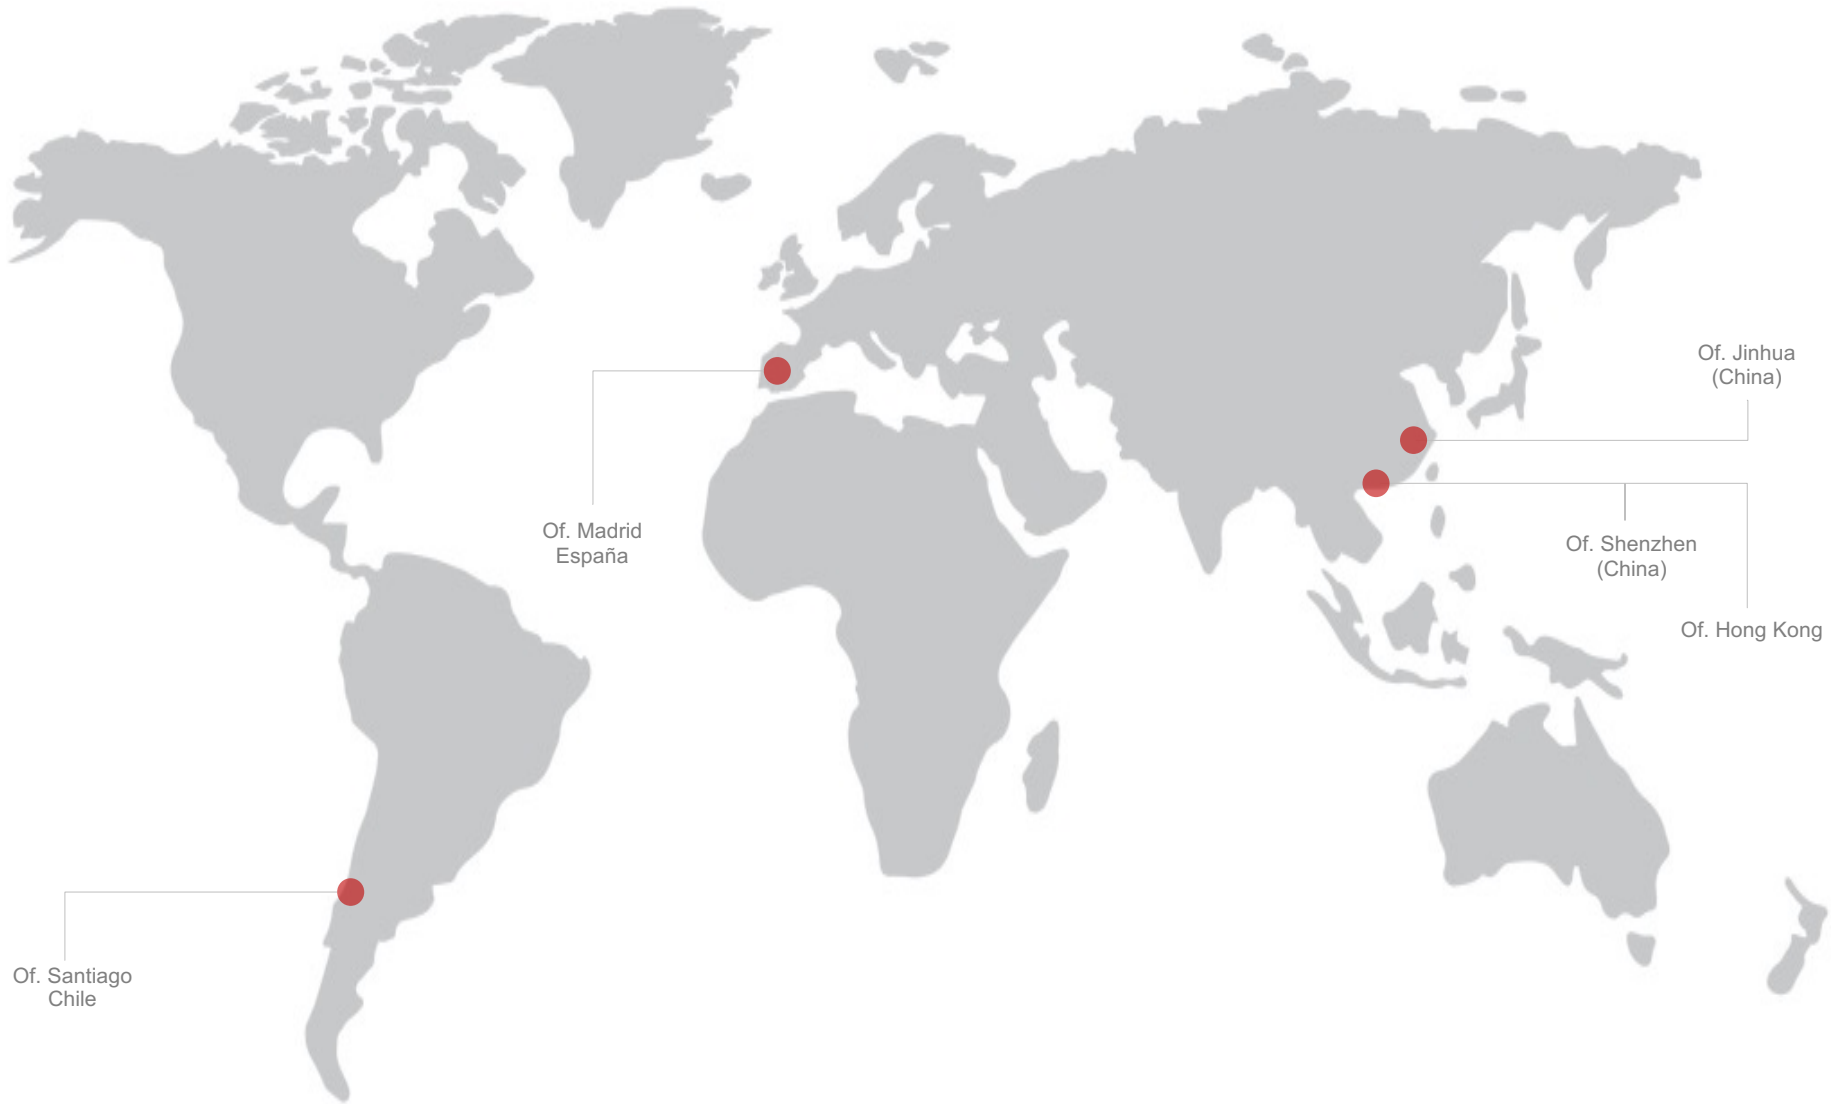 Of. Jinhua
(China)
Of. Madrid
España
Of. Shenzhen
(China)
Of. Hong Kong
Of. Santiago
Chile